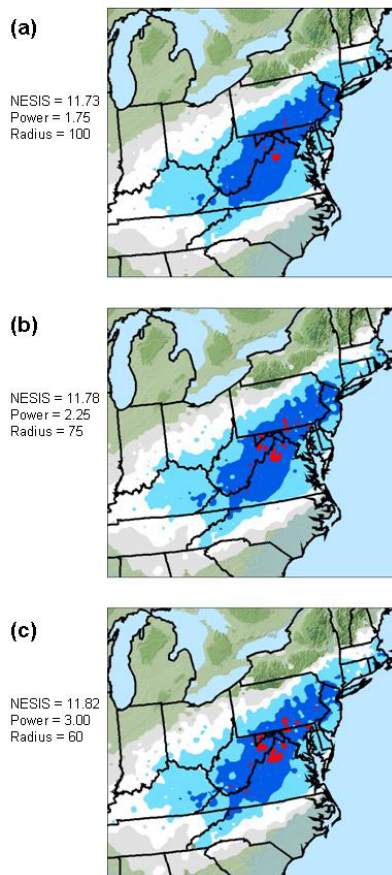 (a)
NESIS = 11.73
Power = 1.75
Radius = 100
(b)
NESIS = 11.78
Power = 2.25
Radius = 75
(c)
NESIS = 11.82
Power = 3.00
Radius = 60